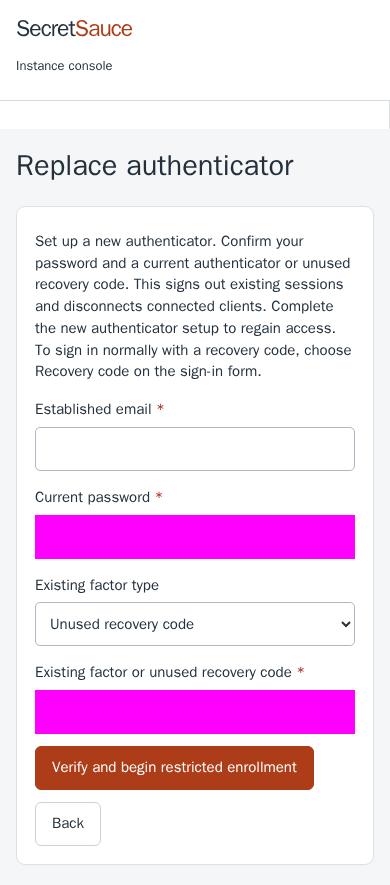 SecretSauce
Instance console
Replace authenticator
Set up a new authenticator. Confirm your
password and a current authenticator or unused
recovery code. This signs out existing sessions
and disconnects connected clients. Complete
the new authenticator setup to regain access.
To sign in normally with a recovery code, choose
Recovery code on the sign-in form.
Established email *
Current password *
Existing factor type
Unused recovery code
Existing factor or unused recovery code *
Verify and begin restricted enrollment
Back